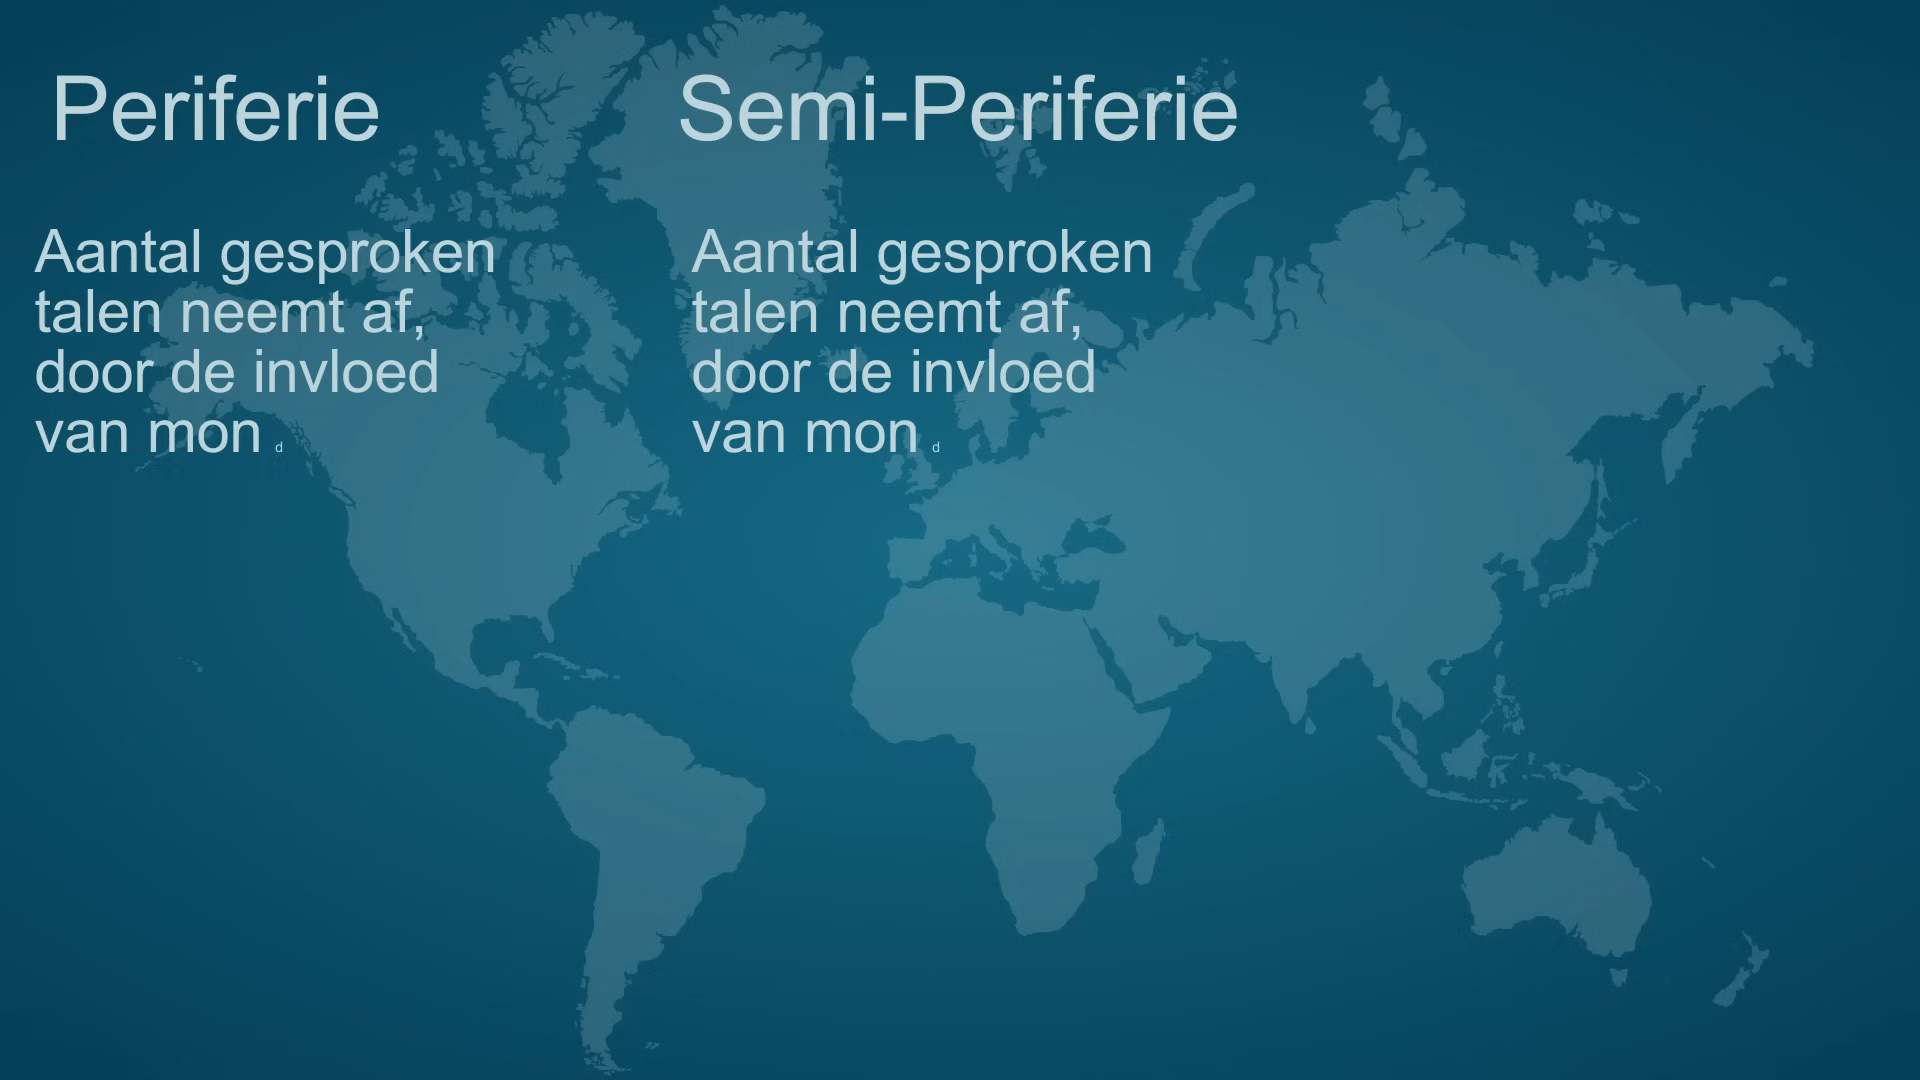 Periferie
Semi-Periferie
Aantal gesproken
talen neemt af,
door de invloed
van mon d
Aantal gesproken
talen neemt af,
door de invloed
van mon d